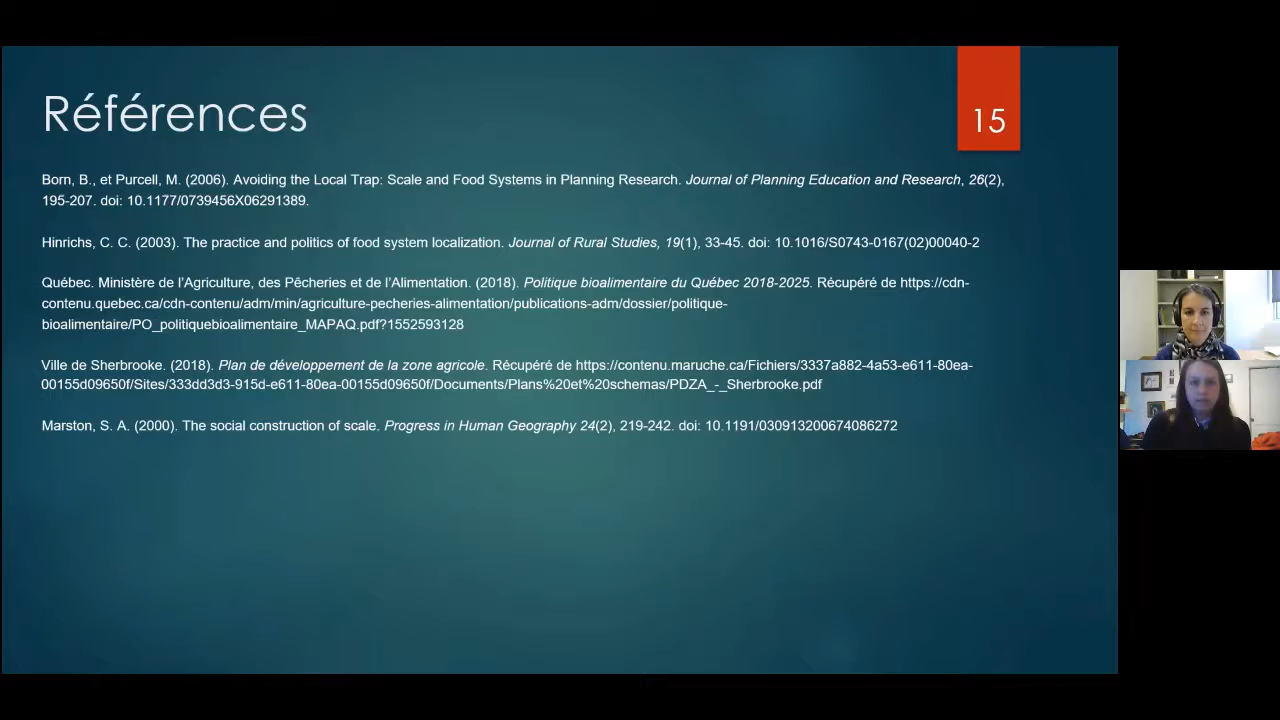 Références
15
Born, B., et Purcell, M. (2006). Avoiding the Local Trap: Scale and Food Systems in Planning Research. Journal of Planning Education and Research, 26(2),
195-207. doi: 10.1177/0739456X06291389.
Hinrichs, C. C. (2003). The practice and politics of food system localization. Journal of Rural Studies, 19(1), 33-45. doi: 10.1016/S0743-0167(02)00040-2
Québec. Ministère de l'Agriculture, des Pêcheries et de l'Alimentation. (2018). Politique bioalimentaire du Québec 2018-2025. Récupéré de https://cdn-
contenu.quebec.ca/cdn-contenu/adm/min/agriculture-pecheries-alimentation/publications-adm/dossier/politique-
bioalimentaire/PO_politiquebioalimentaire_MAPAQ.pdf?1552593128
Ville de Sherbrooke. (2018). Plan de développement de la zone agricole. Récupéré de https://contenu.maruche.ca/Fichiers/3337a882-4a53-e611-80ea-
00155d09650f/Sites/333dd3d3-915d-e611-80ea-00155d09650f/Documents/Plans%20et%20schemas/PDZA_-_Sherbrooke.pdf
Marston, S. A. (2000). The social construction of scale. Progress in Human Geography 24(2), 219-242. doi: 10.1191/030913200674086272